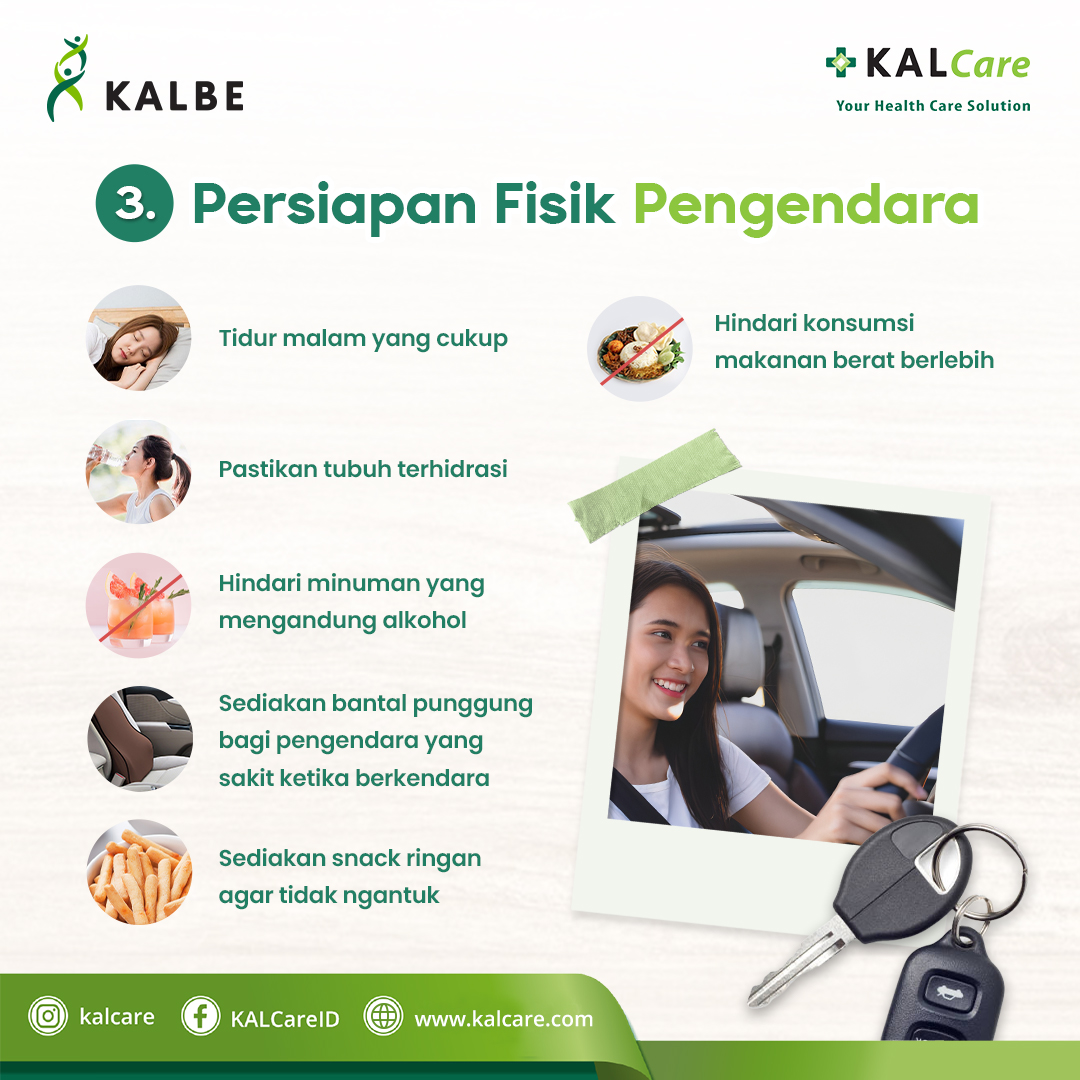 KALBE
KALCare
Your Health Care Solution
3. Persiapan Fisik Pengendara
Tidur malam yang cukup
Pastikan tubuh terhidrasi
Hindari minuman yang
mengandung alkohol
Sediakan bantal punggung
bagi pengendara yang
sakit ketika berkendara
Sediakan snack ringan
agar tidak ngantuk
Hindari konsumsi
makanan berat berlebih
kalcare
KALCareID
www.kalcare.com